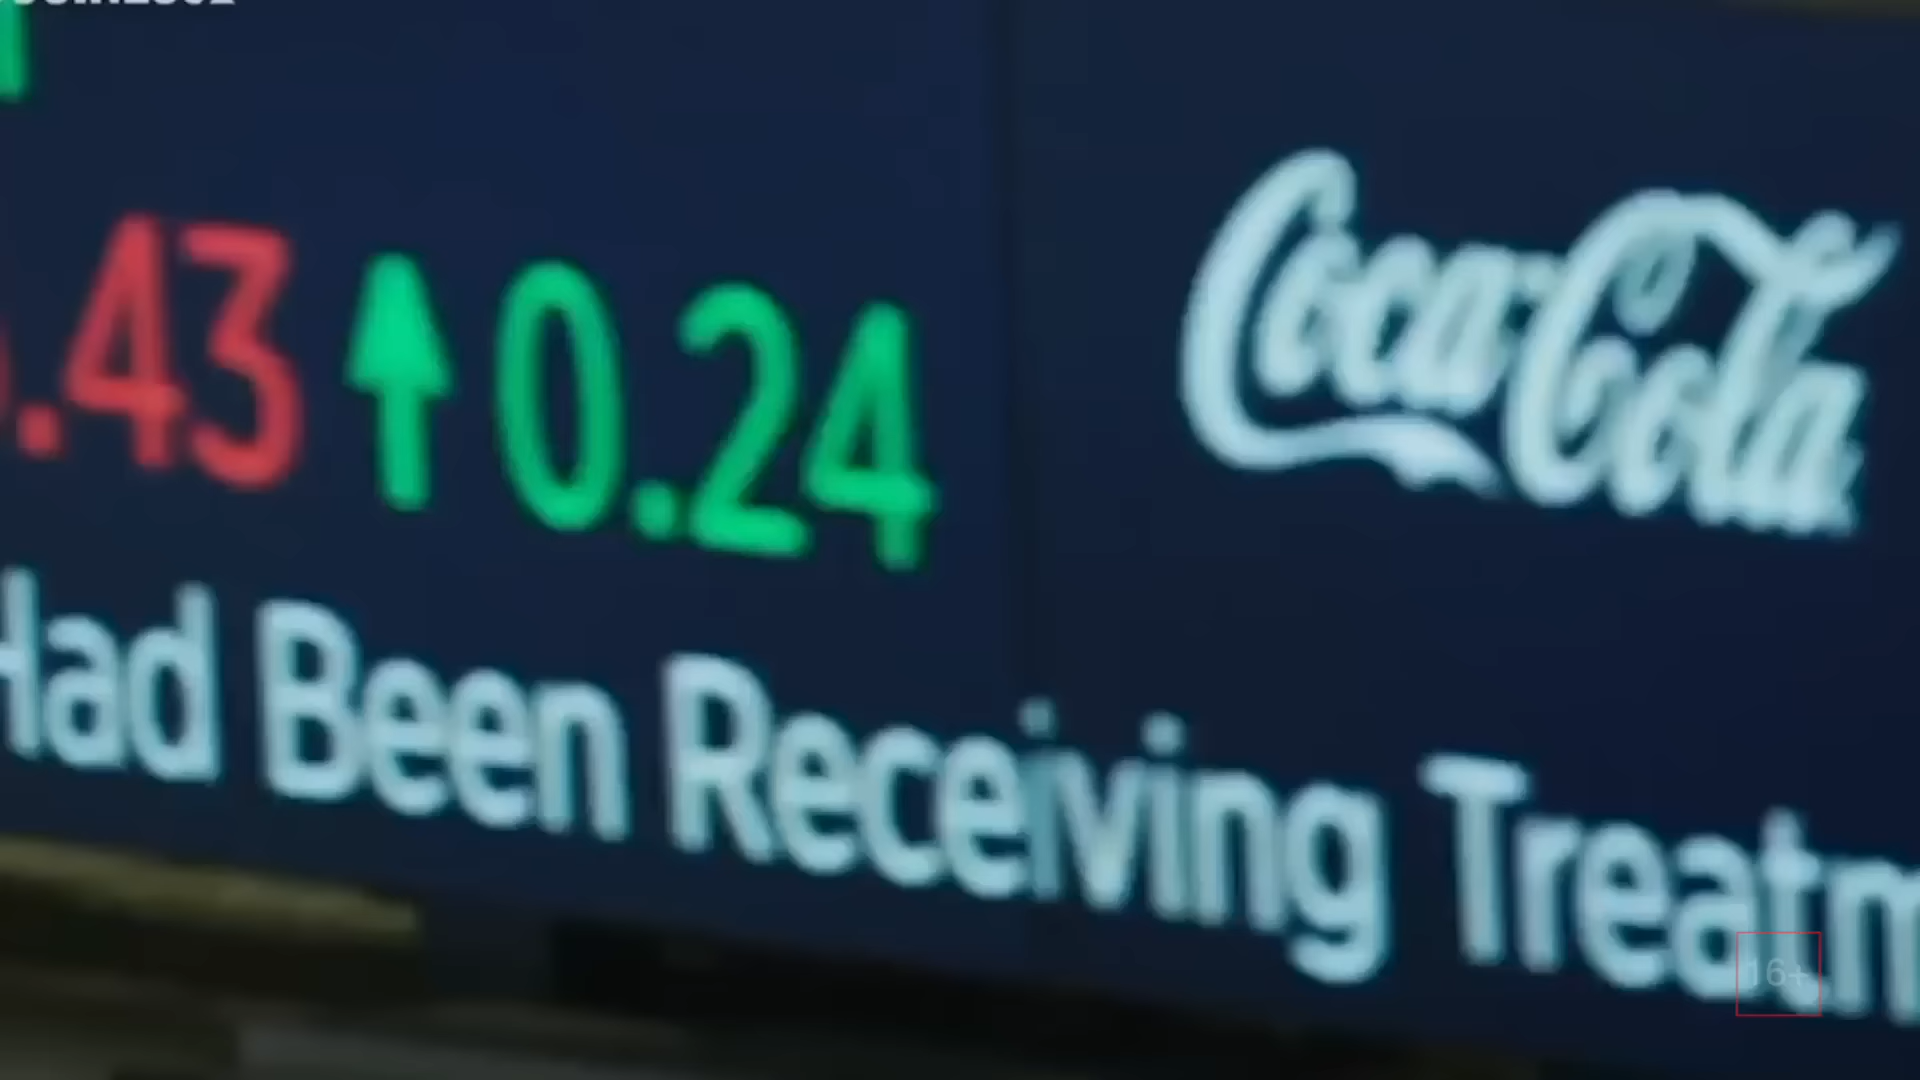 .43 ↑ 0.24 Coca-Cola
Had Been Receiving Treatm
16+